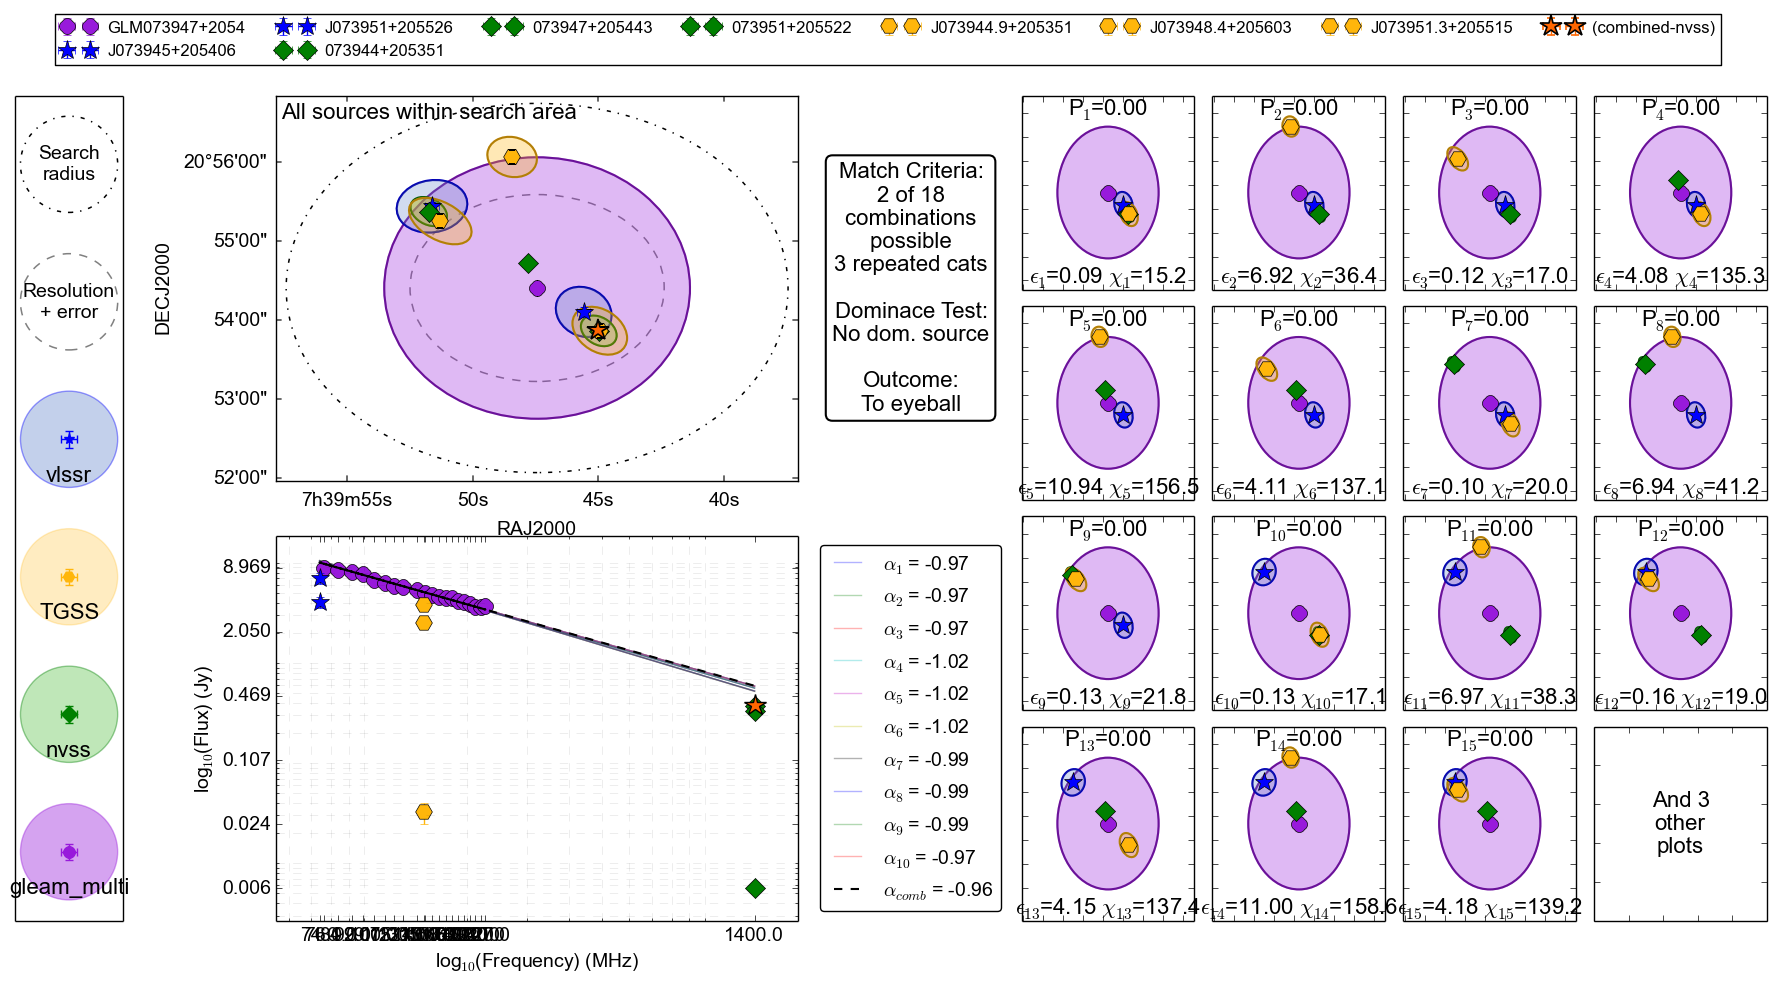 GLM073947+2054
J073951+205526
073947+205443
073951+205522
J073944.9+205351
J073948.4+205603
J073951.3+205515
(combined-nvss)
J073945+205406
073944+205351
Search
radius
Resolution
+ error
vlssr
TGSS
nvss
gleam_multi
All sources within search area
DECJ2000
20°56'00"
55'00"
54'00"
53'00"
52'00"
7h39m55s
50s
45s
40s
RAJ2000
Match Criteria:
2 of 18
combinations
possible
3 repeated cats
Dominace Test:
No dom. source
Outcome:
To eyeball
log10(Flux) (Jy)
8.969
2.050
0.469
0.107
0.024
0.006
1400.0
log10(Frequency) (MHz)
α1 = -0.97
α2 = -0.97
α3 = -0.97
α4 = -1.02
α5 = -1.02
α6 = -1.02
α7 = -0.99
α8 = -0.99
α9 = -0.99
α10 = -0.97
αcomb = -0.96
P1=0.00
ϵ1=0.09 χ1=15.2
P2=0.00
ϵ2=6.92 χ2=36.4
P3=0.00
ϵ3=0.12 χ3=17.0
P4=0.00
ϵ4=4.08 χ4=135.3
P5=0.00
ϵ5=10.94 χ5=156.5
P6=0.00
ϵ6=4.11 χ6=137.1
P7=0.00
ϵ7=0.10 χ7=20.0
P8=0.00
ϵ8=6.94 χ8=41.2
P9=0.00
ϵ9=0.13 χ9=21.8
P10=0.00
ϵ10=0.13 χ10=17.1
P11=0.00
ϵ11=6.97 χ11=38.3
P12=0.00
ϵ12=0.16 χ12=19.0
P13=0.00
ϵ13=4.15 χ13=137.4
P14=0.00
ϵ14=11.00 χ14=158.6
P15=0.00
ϵ15=4.18 χ15=139.2
And 3
other
plots